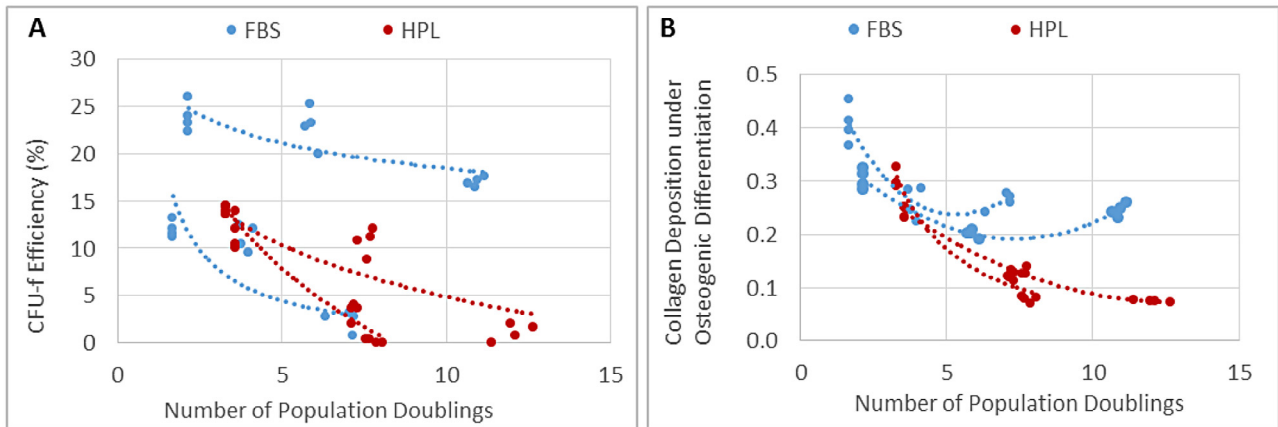 A
FBS
HPL
30
25
20
15
10
5
0
CFU-f Efficiency (%)
0 5 10 15
Number of Population Doublings
B
FBS
HPL
0.5
0.4
0.3
0.2
0.1
0.0
Collagen Deposition under
Osteogenic Differentiation
0 5 10 15
Number of Population Doublings